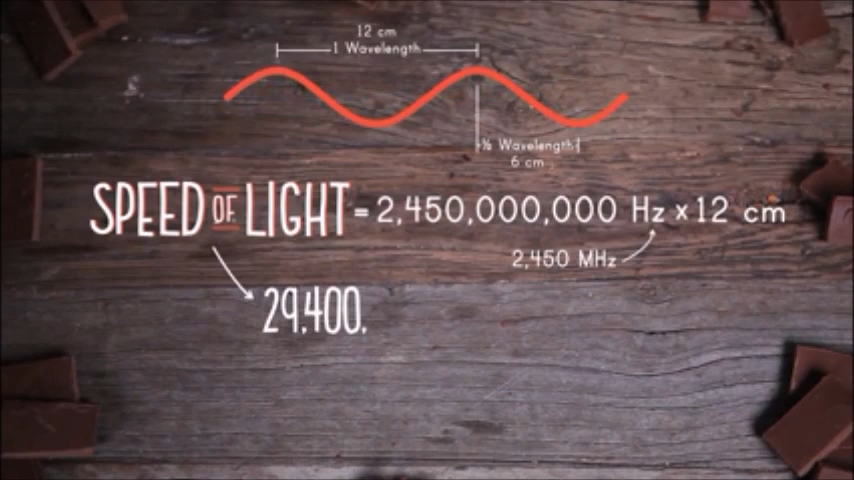 12 cm
1 Wavelength
½ Wavelength
6 cm
SPEED OF LIGHT = 2,450,000,000 Hz x 12 cm
2,450 MHz
29,400,